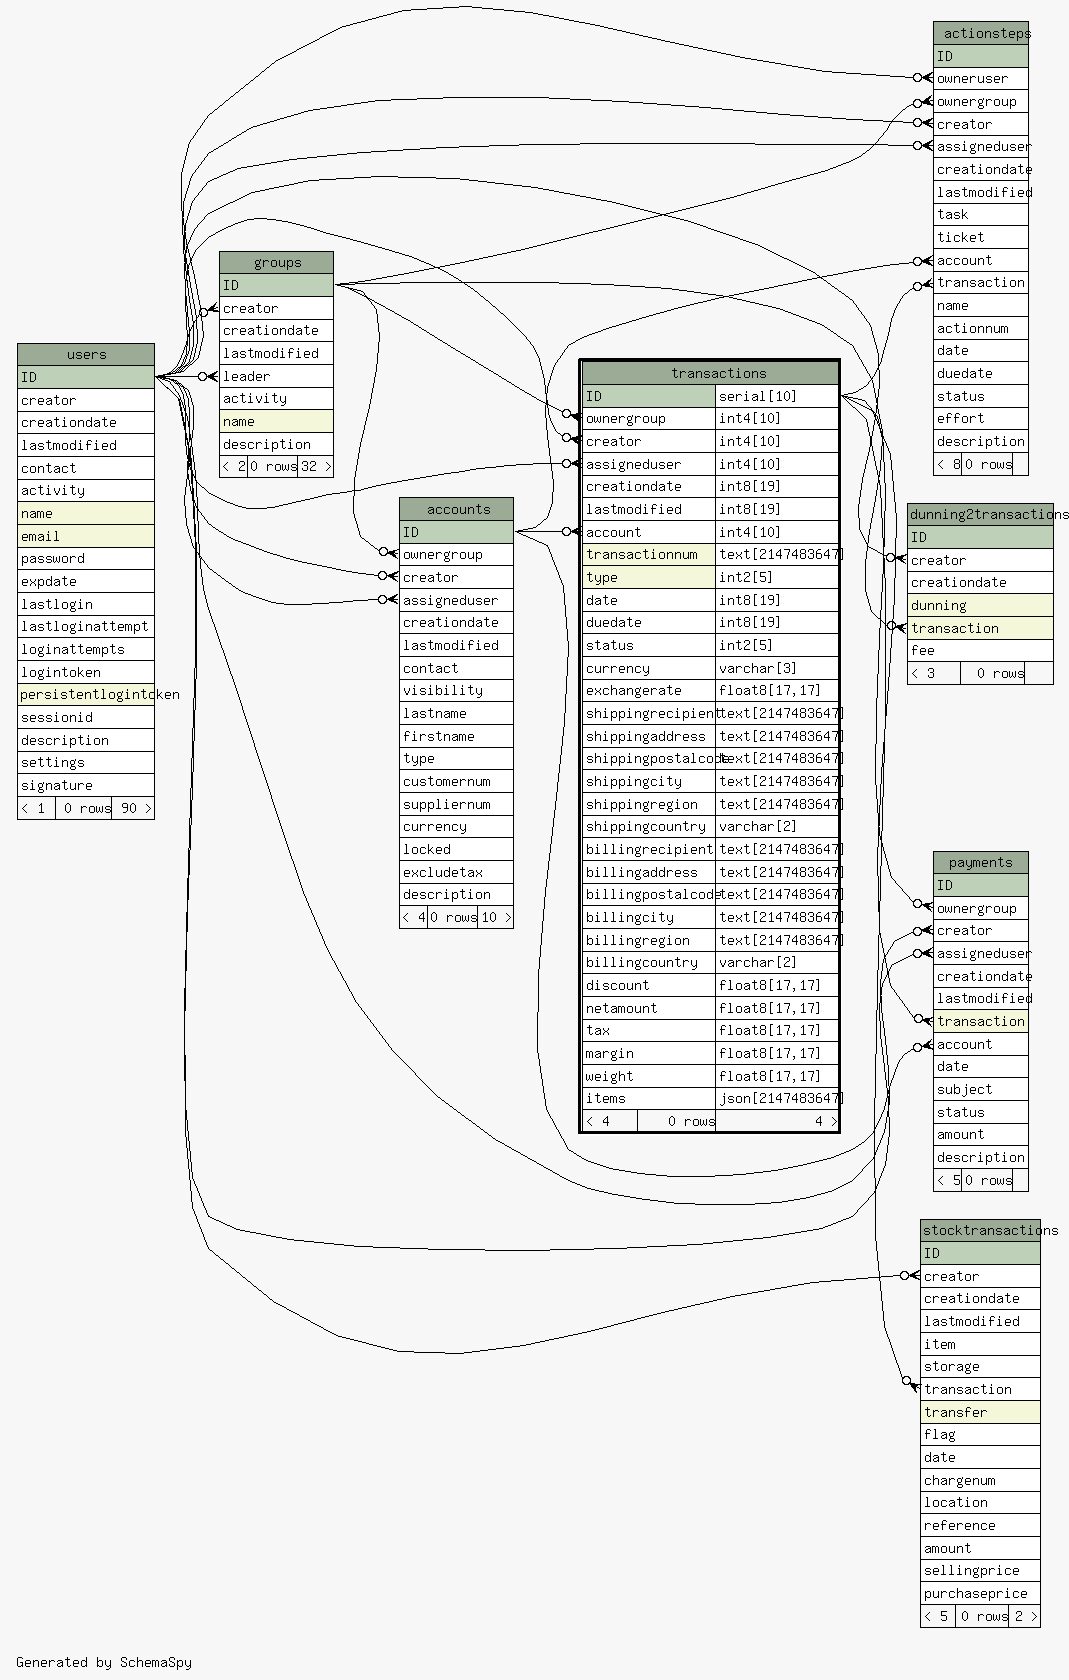 users
ID
creator
creationdate
lastmodified
contact
activity
name
email
password
expdate
lastlogin
lastloginattempt
loginattempts
logintoken
persistentlogintoken
sessionid
description
settings
signature
< 1 0 rows 90 >
groups
ID
creator
creationdate
lastmodified
leader
activity
name
description
< 2 0 rows 32 >
accounts
ID
ownergroup
creator
assigneduser
creationdate
lastmodified
contact
visibility
lastname
firstname
type
customernum
suppliernum
currency
locked
excludetax
description
< 4 0 rows 10 >
transactions
ID serial[10]
ownergroup int4[10]
creator int4[10]
assigneduser int4[10]
creationdate int8[19]
lastmodified int8[19]
account int4[10]
transactionnum text[2147483647]
type int2[5]
date int8[19]
duedate int8[19]
status int2[5]
currency varchar[3]
exchangerate float8[17,17]
shippingrecipient text[2147483647]
shippingaddress text[2147483647]
shippingpostalcode text[2147483647]
shippingcity text[2147483647]
shippingregion text[2147483647]
shippingcountry varchar[2]
billingrecipient text[2147483647]
billingaddress text[2147483647]
billingpostalcode text[2147483647]
billingcity text[2147483647]
billingregion text[2147483647]
billingcountry varchar[2]
discount float8[17,17]
netamount float8[17,17]
tax float8[17,17]
margin float8[17,17]
weight float8[17,17]
items json[2147483647]
< 4 0 rows 4 >
actionsteps
ID
owneruser
ownergroup
creator
assigneduser
creationdate
lastmodified
task
ticket
account
transaction
name
actionnum
date
duedate
status
effort
description
< 8 0 rows
dunning2transactions
ID
creator
creationdate
dunning
transaction
fee
< 3 0 rows
payments
ID
ownergroup
creator
assigneduser
creationdate
lastmodified
transaction
account
date
subject
status
amount
description
< 5 0 rows
stocktransactions
ID
creator
creationdate
lastmodified
item
storage
transaction
transfer
flag
date
chargenum
location
reference
amount
sellingprice
purchaseprice
< 5 0 rows 2 >
Generated by SchemaSpy